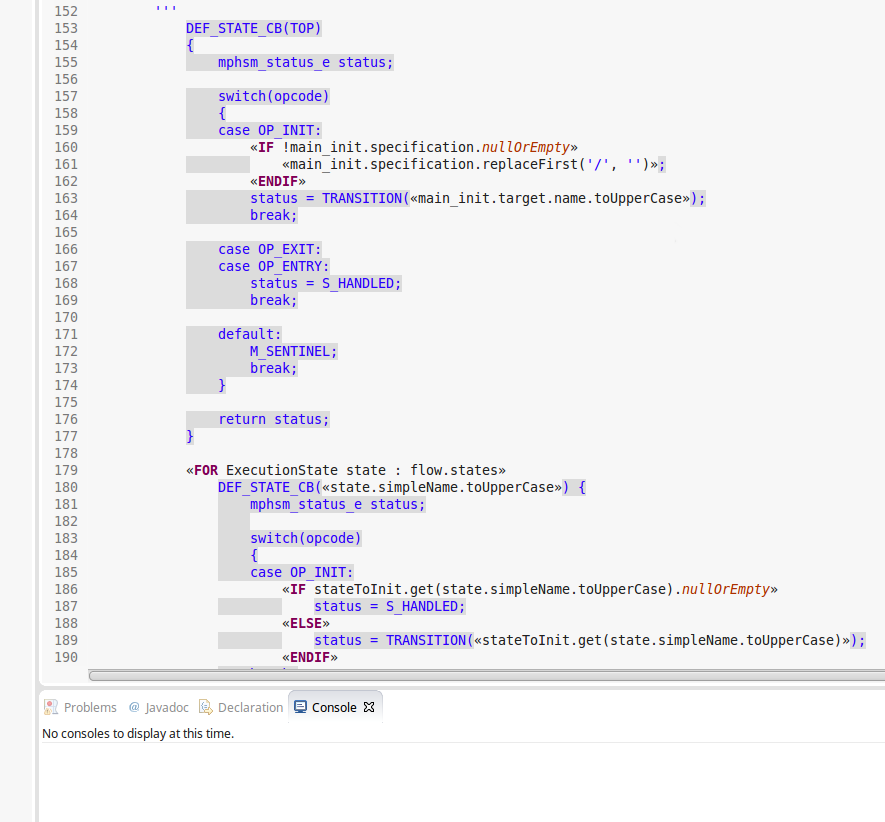 152         '''
153             DEF_STATE_CB(TOP)
154             {
155                 mphsm_status_e status;
156
157                 switch(opcode)
158                 {
159                 case OP_INIT:
160                     «IF !main_init.specification.nullOrEmpty»
161                         «main_init.specification.replaceFirst('/', '')»;
162                     «ENDIF»
163                     status = TRANSITION(«main_init.target.name.toUpperCase»);
164                     break;
165
166                 case OP_EXIT:
167                 case OP_ENTRY:
168                     status = S_HANDLED;
169                     break;
170
171                 default:
172                     M_SENTINEL;
173                     break;
174                 }
175
176                 return status;
177             }
178
179             «FOR ExecutionState state : flow.states»
180                 DEF_STATE_CB(«state.simpleName.toUpperCase») {
181                     mphsm_status_e status;
182
183                     switch(opcode)
184                     {
185                     case OP_INIT:
186                         «IF stateToInit.get(state.simpleName.toUpperCase).nullOrEmpty»
187                             status = S_HANDLED;
188                         «ELSE»
189                             status = TRANSITION(«stateToInit.get(state.simpleName.toUpperCase)»);
190                         «ENDIF»
Problems @ Javadoc Declaration Console
No consoles to display at this time.